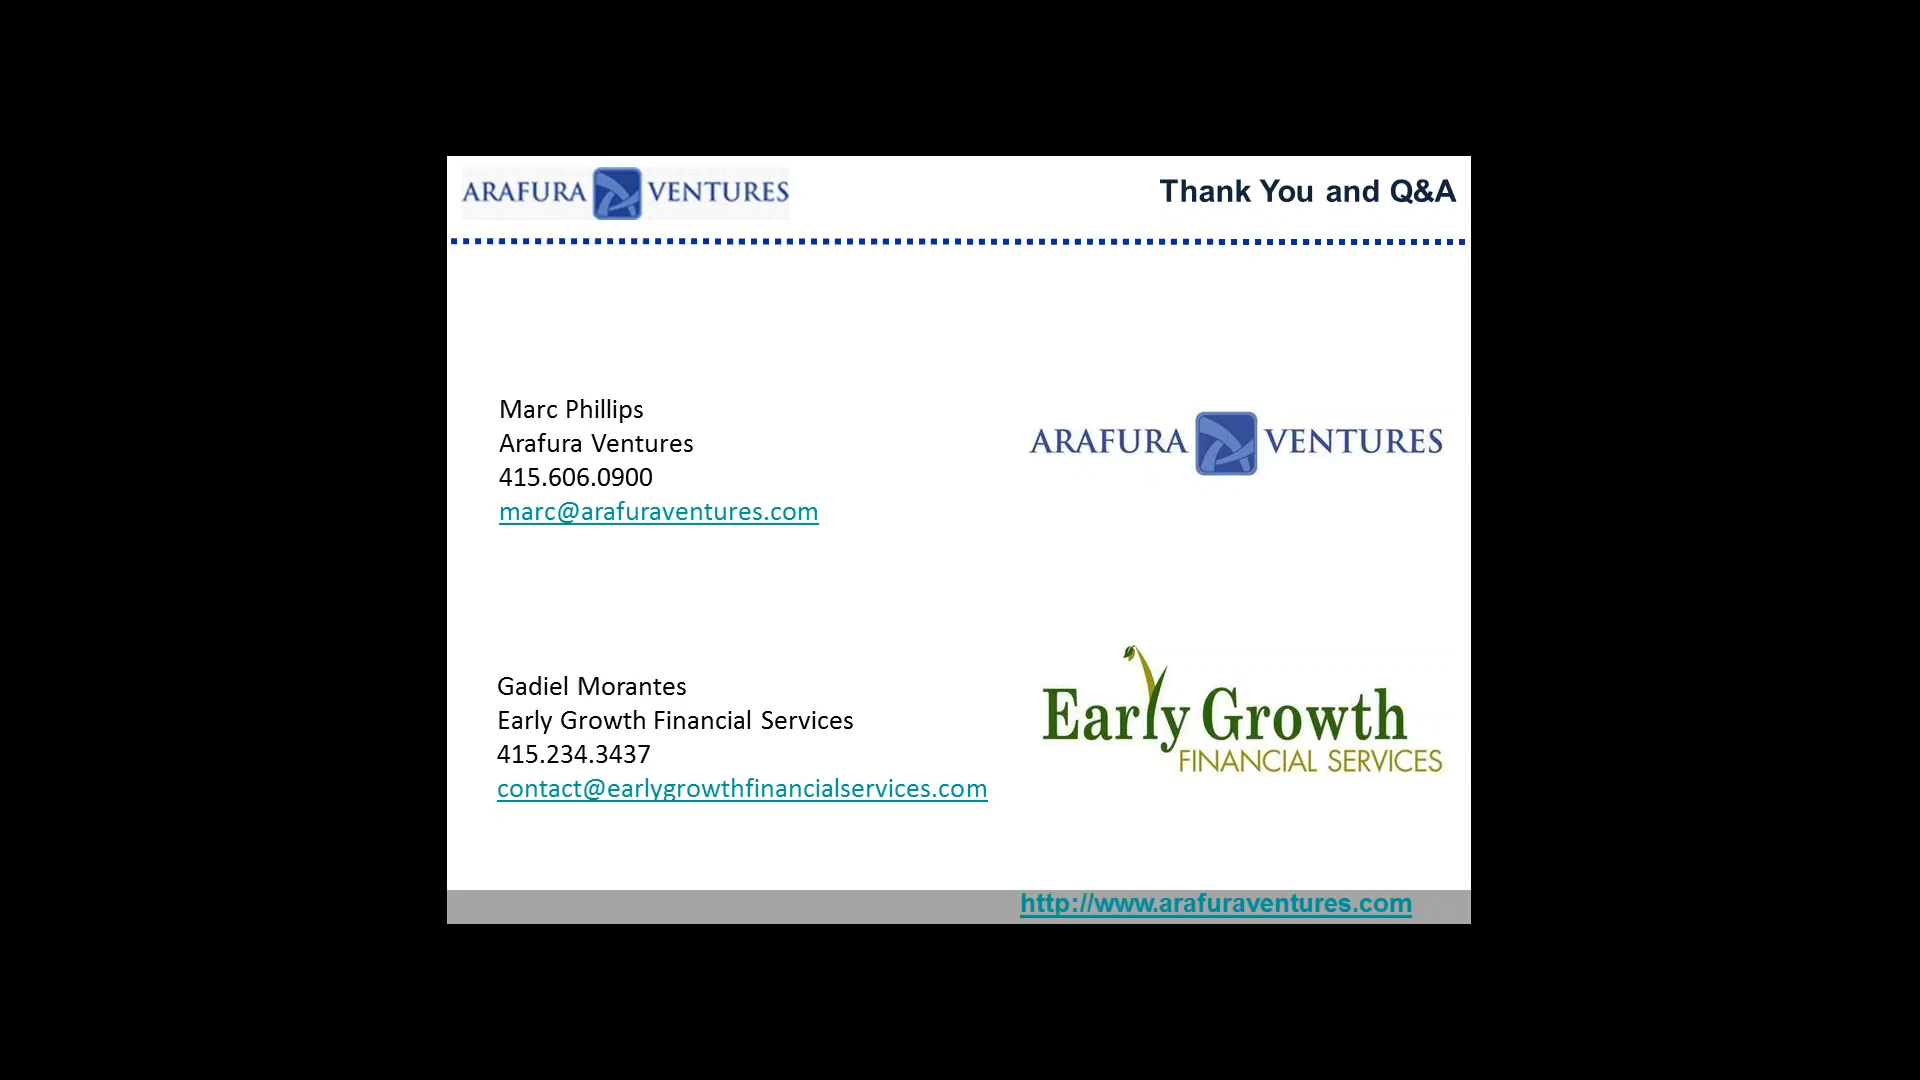 ARAFURA VENTURES
Thank You and Q&A
Marc Phillips
Arafura Ventures
415.606.0900
marc@arafuraventures.com
ARAFURA VENTURES
Gadiel Morantes
Early Growth Financial Services
415.234.3437
contact@earlygrowthfinancialservices.com
Early Growth
FINANCIAL SERVICES
http://www.arafuraventures.com